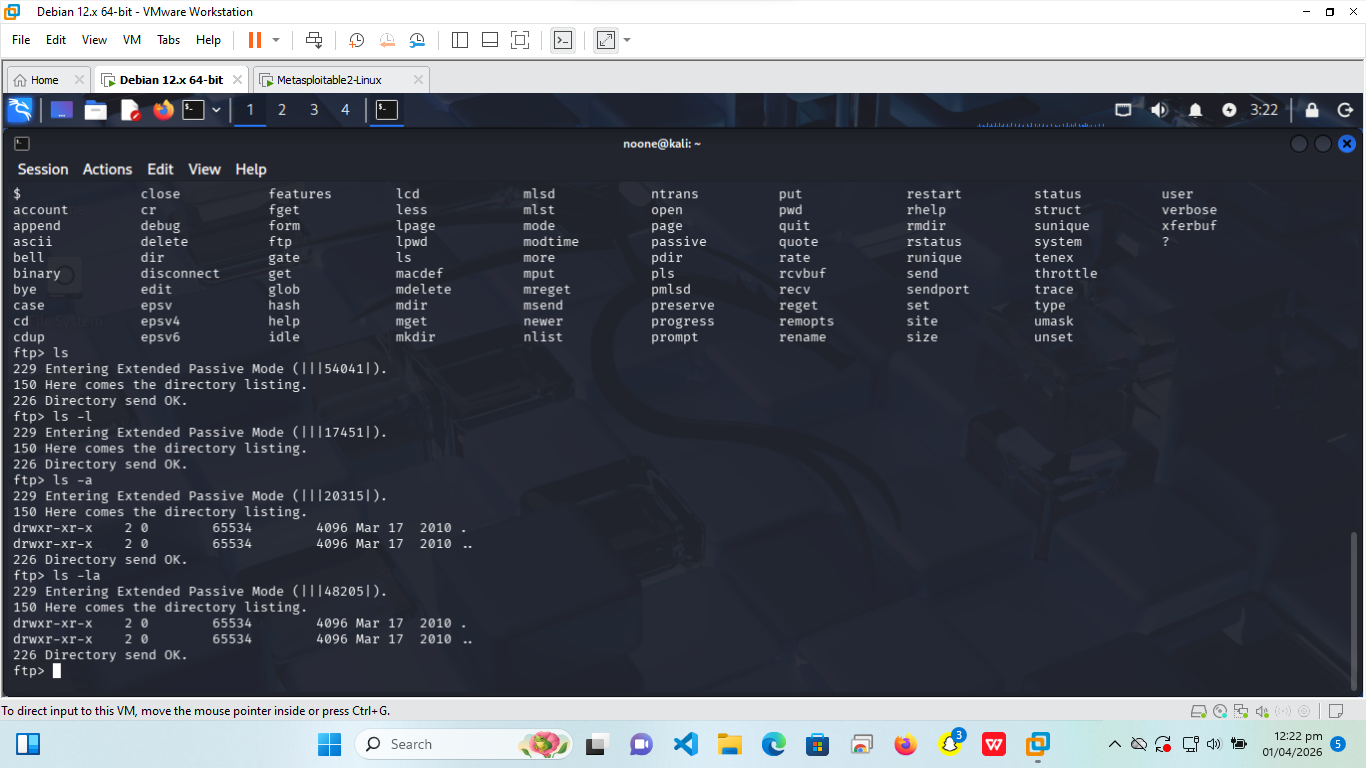 Debian 12.x 64-bit - VMware Workstation
File Edit View VM Tabs Help
Home Debian 12.x 64-bit Metasploitable2-Linux
1 2 3 4 3:22
noone@kali: ~
Session Actions Edit View Help
$ close features lcd mlsd ntrans put restart status user
account cr fget less mlst open pwd rhelp struct verbose
append debug form lpage mode page quit rmdir sunique xferbuf
ascii delete ftp lpwd modtime passive quote rstatus system ?
bell dir gate ls more pdir rate runique tenex
binary disconnect get macdef mput pls rcvbuf send throttle
bye edit glob mdelete mreget pmlsd recv sendport trace
case epsv hash mdir msend preserve reget set type
cd epsv4 help mget newer progress remopts site umask
cdup epsv6 idle mkdir nlist prompt rename size unset
ftp> ls
229 Entering Extended Passive Mode (|||54041|).
150 Here comes the directory listing.
226 Directory send OK.
ftp> ls -l
229 Entering Extended Passive Mode (|||17451|).
150 Here comes the directory listing.
226 Directory send OK.
ftp> ls -a
229 Entering Extended Passive Mode (|||20315|).
150 Here comes the directory listing.
drwxr-xr-x 2 0 65534 4096 Mar 17 2010 .
drwxr-xr-x 2 0 65534 4096 Mar 17 2010 ..
226 Directory send OK.
ftp> ls -la
229 Entering Extended Passive Mode (|||48205|).
150 Here comes the directory listing.
drwxr-xr-x 2 0 65534 4096 Mar 17 2010 .
drwxr-xr-x 2 0 65534 4096 Mar 17 2010 ..
226 Directory send OK.
ftp>
To direct input to this VM, move the mouse pointer inside or press Ctrl+G.
Search 3 12:22 pm
01/04/2026 5